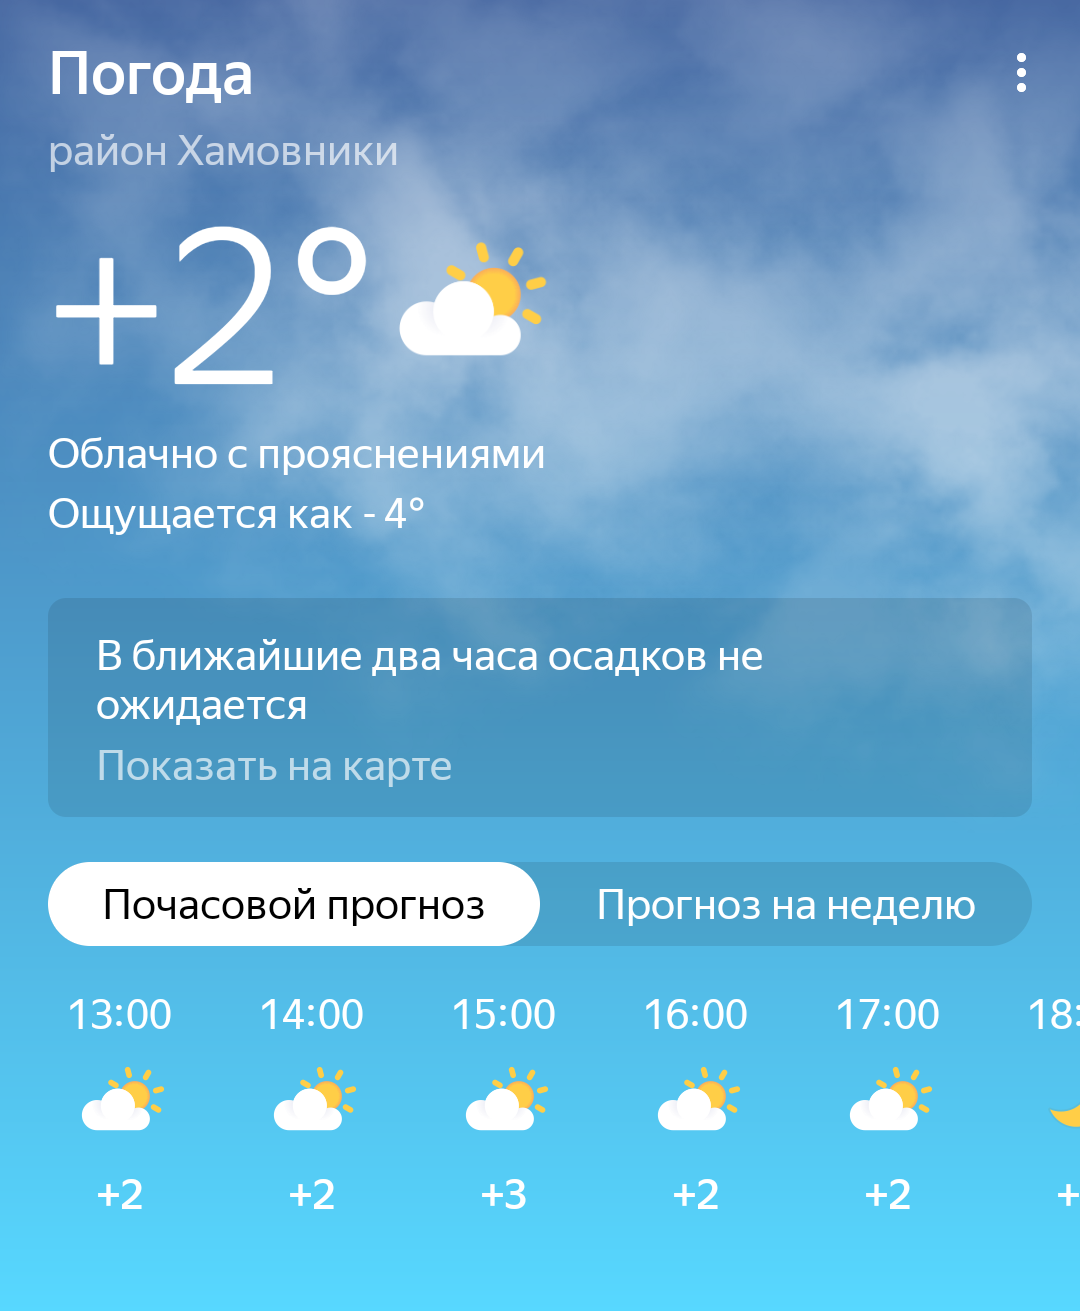 Погода
район Хамовники
+2°
Облачно с прояснениями
Ощущается как - 4°
В ближайшие два часа осадков не
ожидается
Показать на карте
Почасовой прогноз Прогноз на неделю
13:00 14:00 15:00 16:00 17:00 18:
+2 +2 +3 +2 +2 +